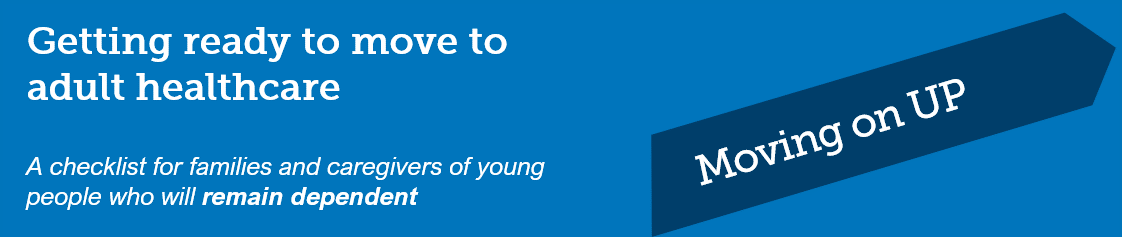 Getting ready to move to
adult healthcare
A checklist for families and caregivers of young
people who will remain dependent
Moving on UP